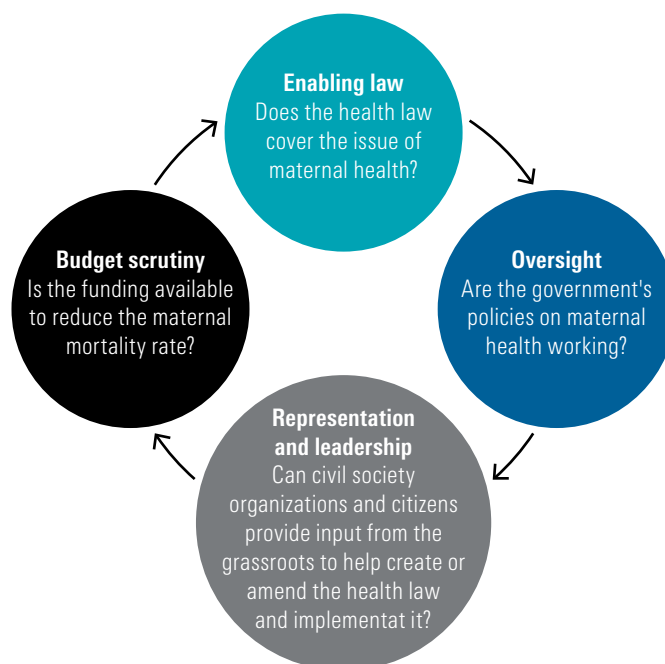 Enabling law
Does the health law
cover the issue of
maternal health?
Budget scrutiny
Is the funding available
to reduce the maternal
mortality rate?
Oversight
Are the government's
policies on maternal
health working?
Representation
and leadership
Can civil society
organizations and citizens
provide input from the
grassroots to help create or
amend the health law
and implementat it?